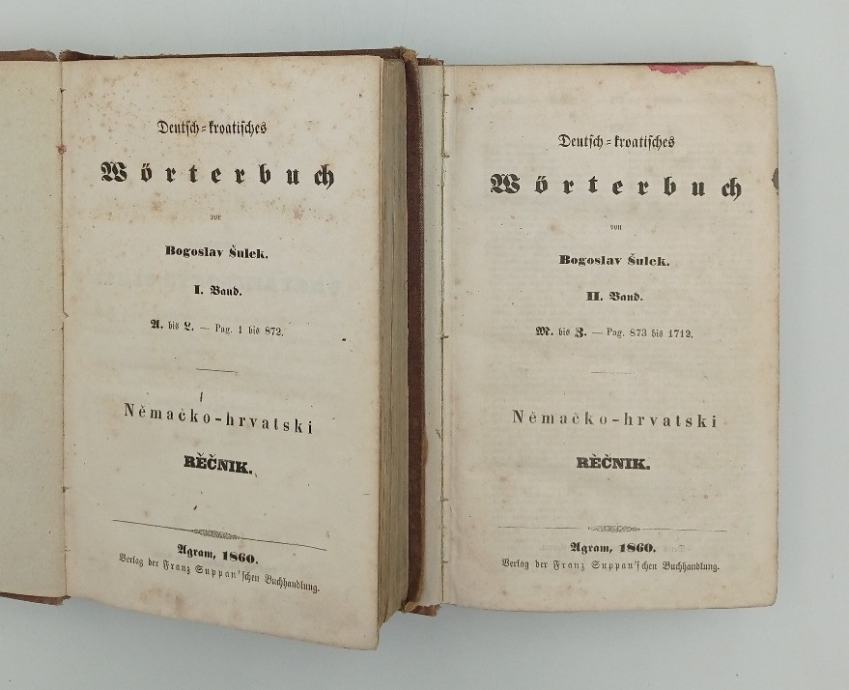 Deutsch-kroatisches
Wörterbuch
von
Bogoslav Šulek.
I. Band.
A. bis L. — Pag. 1 bis 872.
Němačko-hrvatski
RĚČNIK.
Agram, 1860.
Verlag der Franz Suppan'schen Buchhandlung.
Deutsch-kroatisches
Wörterbuch
von
Bogoslav Šulek.
II. Band.
M. bis Z. — Pag. 873 bis 1712.
Němačko-hrvatski
RĚČNIK.
Agram, 1860.
Verlag der Franz Suppan'schen Buchhandlung.